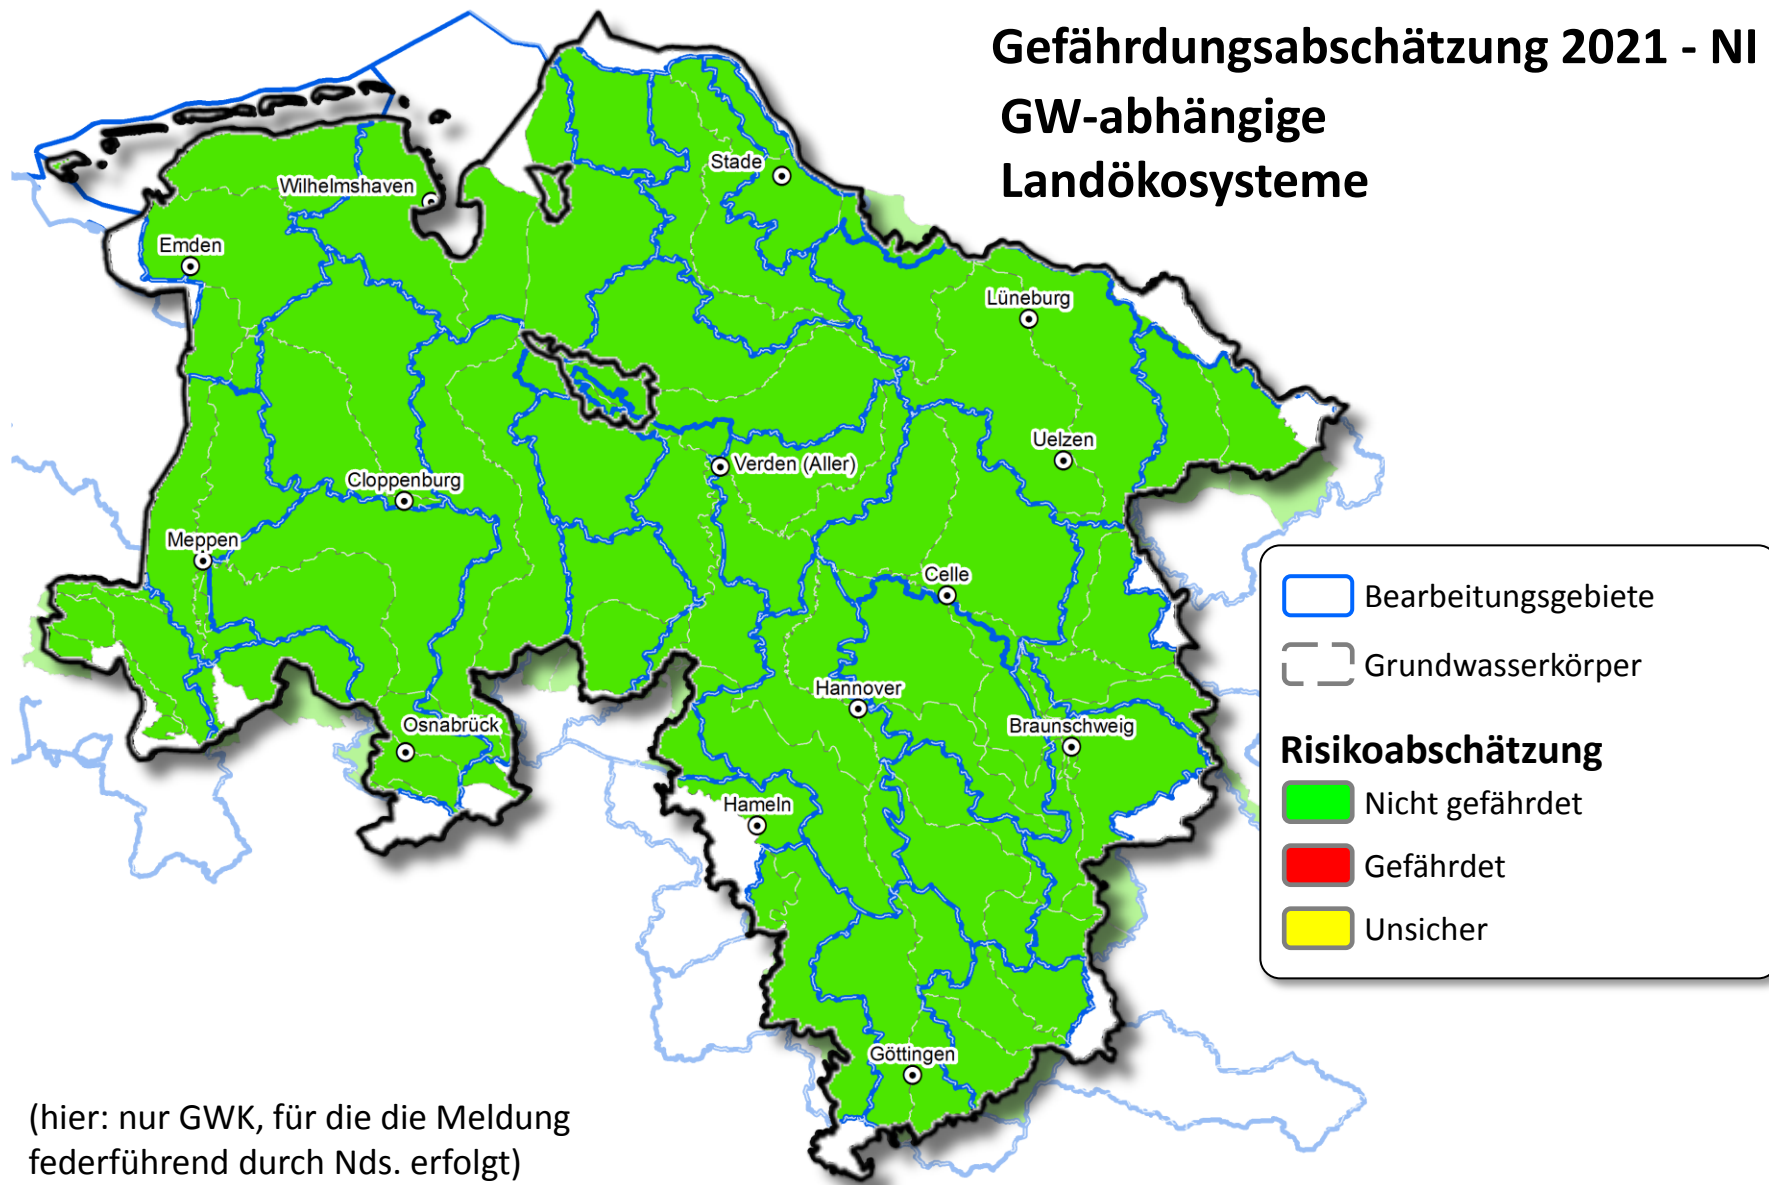 Gefährdungsabschätzung 2021 - NI
GW-abhängige
Landökosysteme
Stade
Wilhelmshaven
Emden
Lüneburg
Uelzen
Verden (Aller)
Cloppenburg
Meppen
Celle
Hannover
Osnabrück
Braunschweig
Hameln
Göttingen
Bearbeitungsgebiete
Grundwasserkörper
Risikoabschätzung
Nicht gefährdet
Gefährdet
Unsicher
(hier: nur GWK, für die die Meldung
federführend durch Nds. erfolgt)